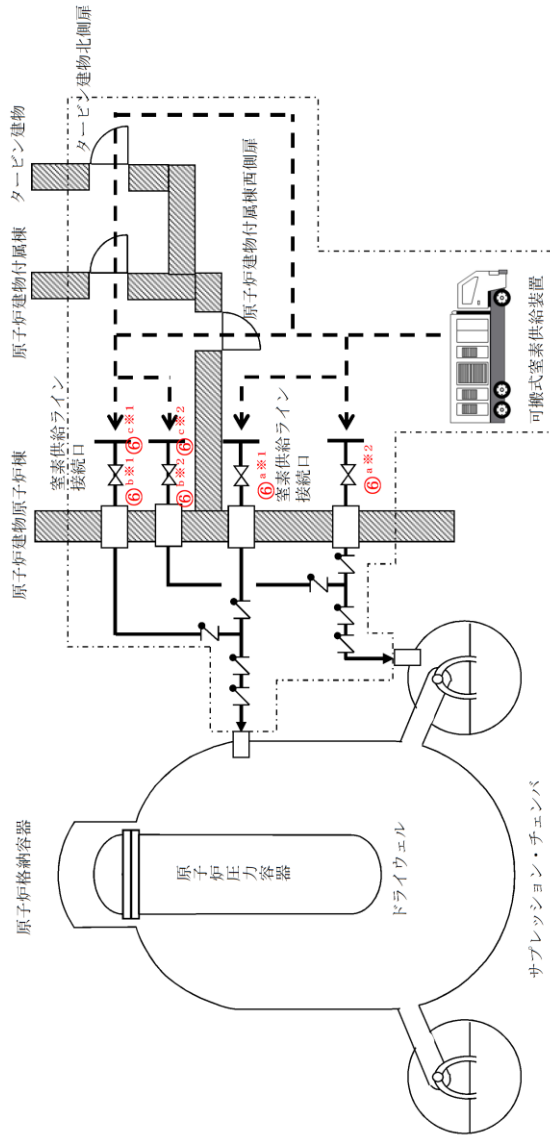 原子炉格納容器
原子炉圧力容器
ドライウェル
サプレッション・チェンバ
原子炉建物原子炉棟
原子炉建物付属棟
タービン建物
タービン建物北側扉
原子炉建物付属棟西側扉
窒素供給ライン
接続口
⑥b※1
⑥c※1
⑥b※2
⑥c※2
⑥a※1
窒素供給ライン
接続口
⑥a※2
可搬式窒素供給装置